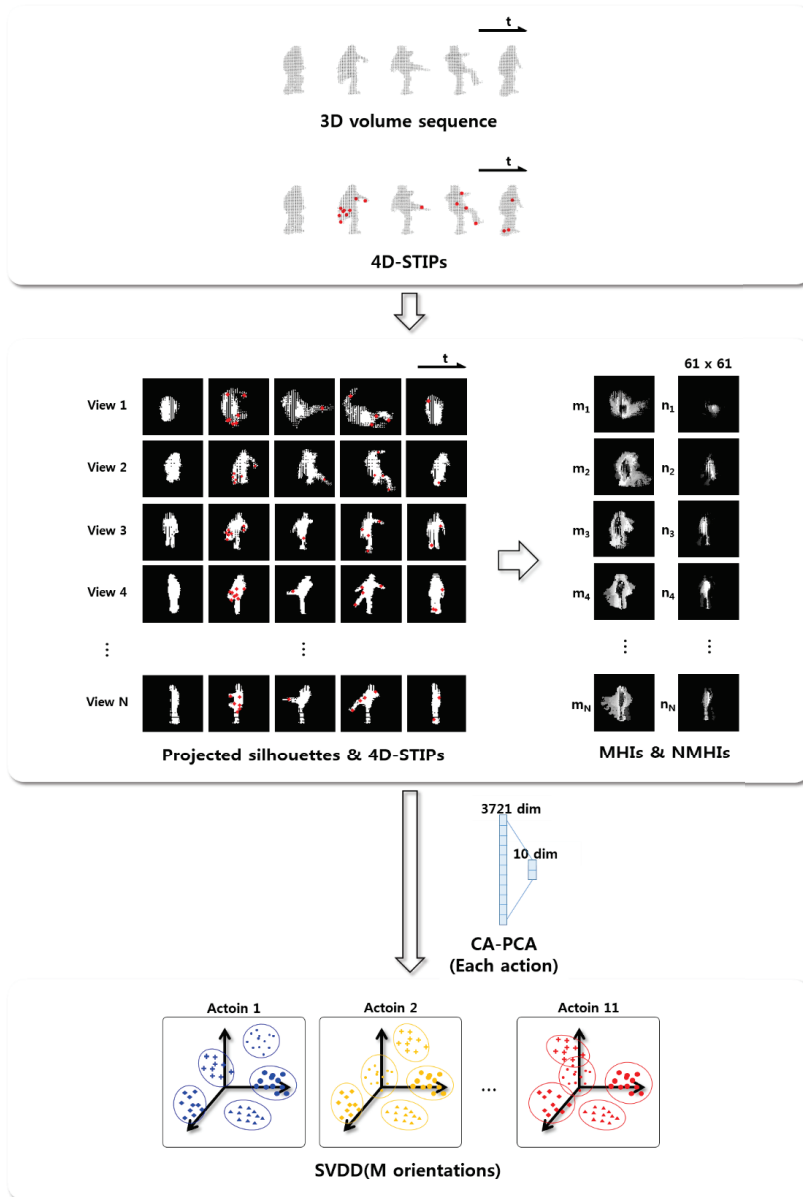 t
3D volume sequence
t
4D-STIPs
t
61 x 61
View 1
m1
n1
View 2
m2
n2
View 3
m3
n3
View 4
m4
n4
...
...
...
...
View N
mN
nN
Projected silhouettes & 4D-STIPs
MHIs & NMHIs
3721 dim
10 dim
CA-PCA
(Each action)
Actoin 1
Actoin 2
Actoin 11
...
SVDD(M orientations)